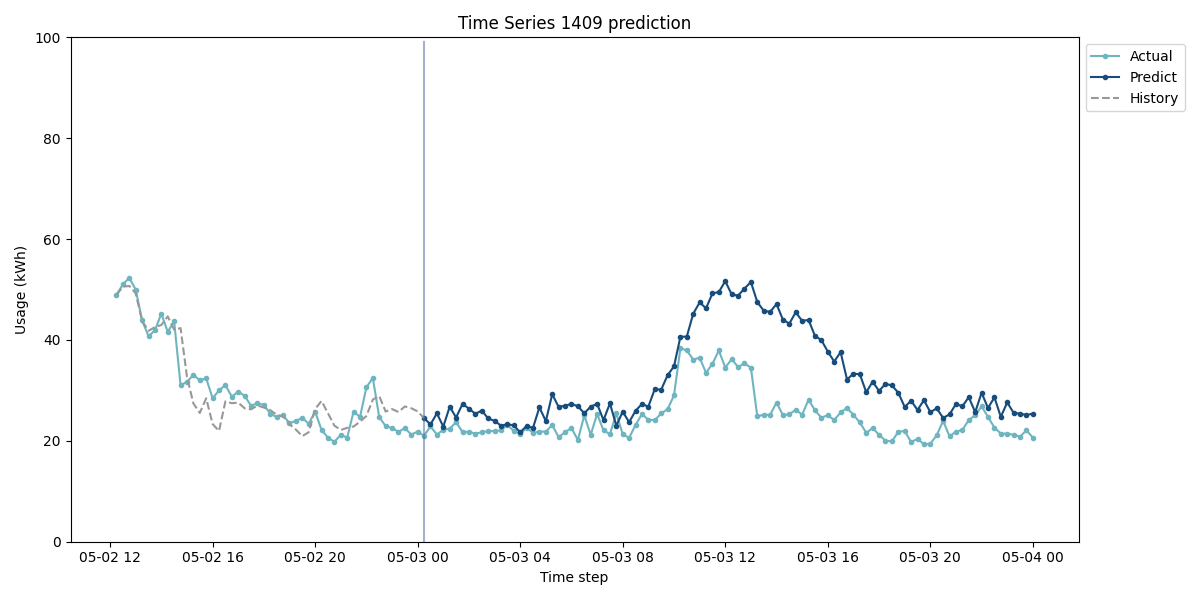 Time Series 1409 prediction
Usage (kWh)
100
80
60
40
20
0
05-02 12
05-02 16
05-02 20
05-03 00
05-03 04
05-03 08
05-03 12
05-03 16
05-03 20
05-04 00
Time step
Actual
Predict
History